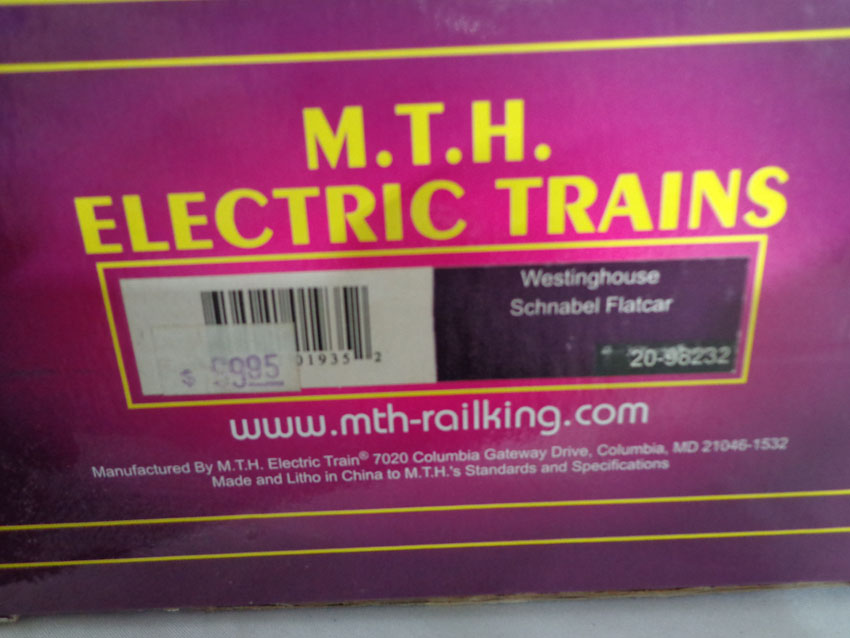 M.T.H.
ELECTRIC TRAINS
Westinghouse
Schnabel Flatcar
20-98232
01935 2
$ 9995
www.mth-railking.com
Manufactured By M.T.H. Electric Train® 7020 Columbia Gateway Drive, Columbia, MD 21046-1532
Made and Litho in China to M.T.H.'s Standards and Specifications